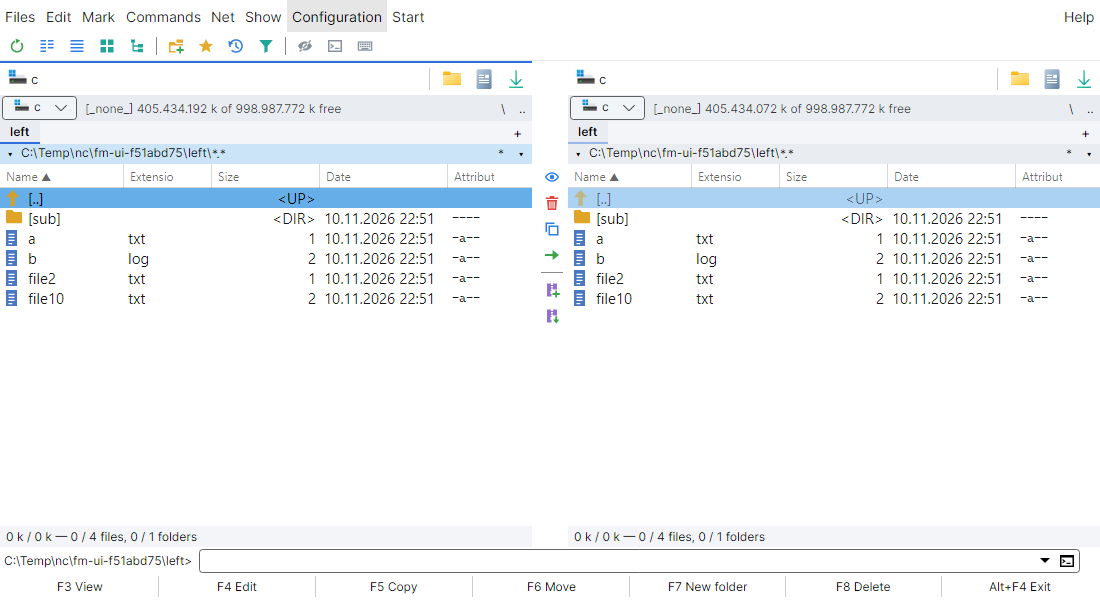 Files Edit Mark Commands Net Show Configuration Start Help
c c
c [_none_] 405.434.192 k of 998.987.772 k free \ .. c [_none_] 405.434.072 k of 998.987.772 k free \ ..
left + left +
C:\Temp\nc\fm-ui-f51abd75\left\*.* * C:\Temp\nc\fm-ui-f51abd75\left\*.* *
Name Extensio Size Date Attribut Name Extensio Size Date Attribut
[..] <UP> [..] <UP>
[sub] <DIR> 10.11.2026 22:51 ---- [sub] <DIR> 10.11.2026 22:51 ----
a txt 1 10.11.2026 22:51 -a-- a txt 1 10.11.2026 22:51 -a--
b log 2 10.11.2026 22:51 -a-- b log 2 10.11.2026 22:51 -a--
file2 txt 1 10.11.2026 22:51 -a-- file2 txt 1 10.11.2026 22:51 -a--
file10 txt 2 10.11.2026 22:51 -a-- file10 txt 2 10.11.2026 22:51 -a--
0 k / 0 k — 0 / 4 files, 0 / 1 folders 0 k / 0 k — 0 / 4 files, 0 / 1 folders
C:\Temp\nc\fm-ui-f51abd75\left>
F3 View F4 Edit F5 Copy F6 Move F7 New folder F8 Delete Alt+F4 Exit